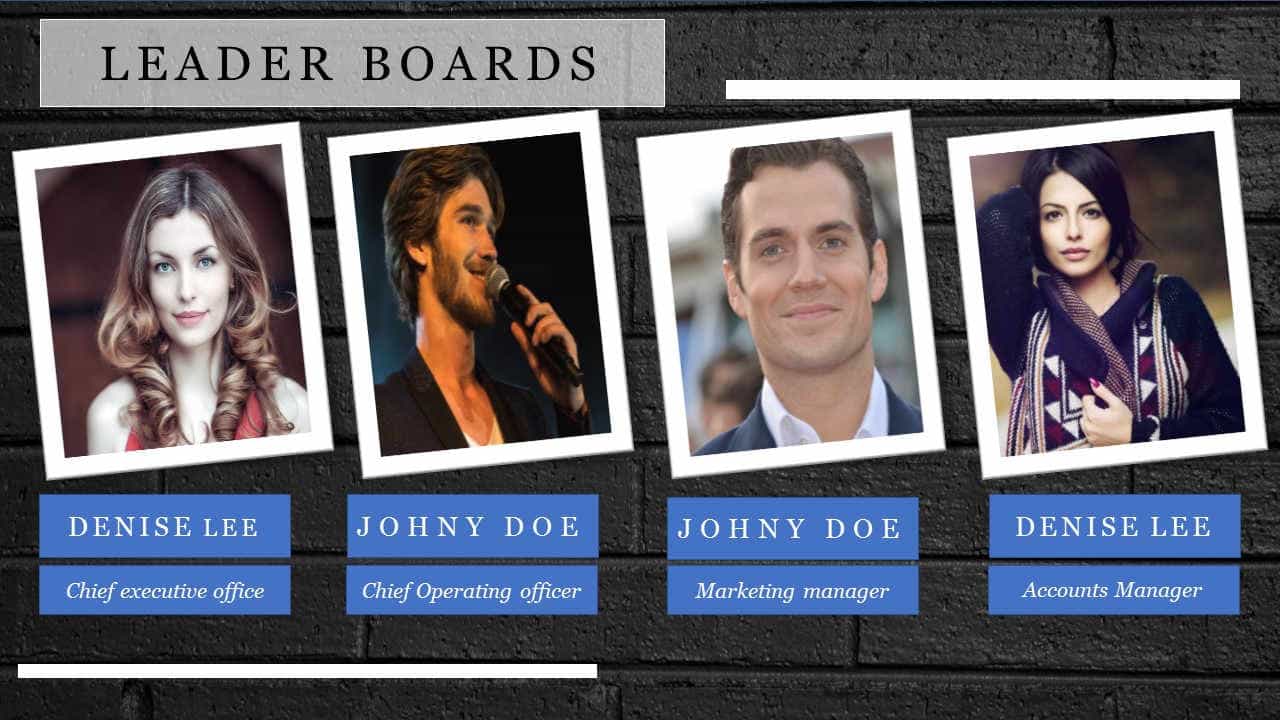 LEADER BOARDS
DENISE LEE
Chief executive office
JOHNY DOE
Chief Operating officer
JOHNY DOE
Marketing manager
DENISE LEE
Accounts Manager